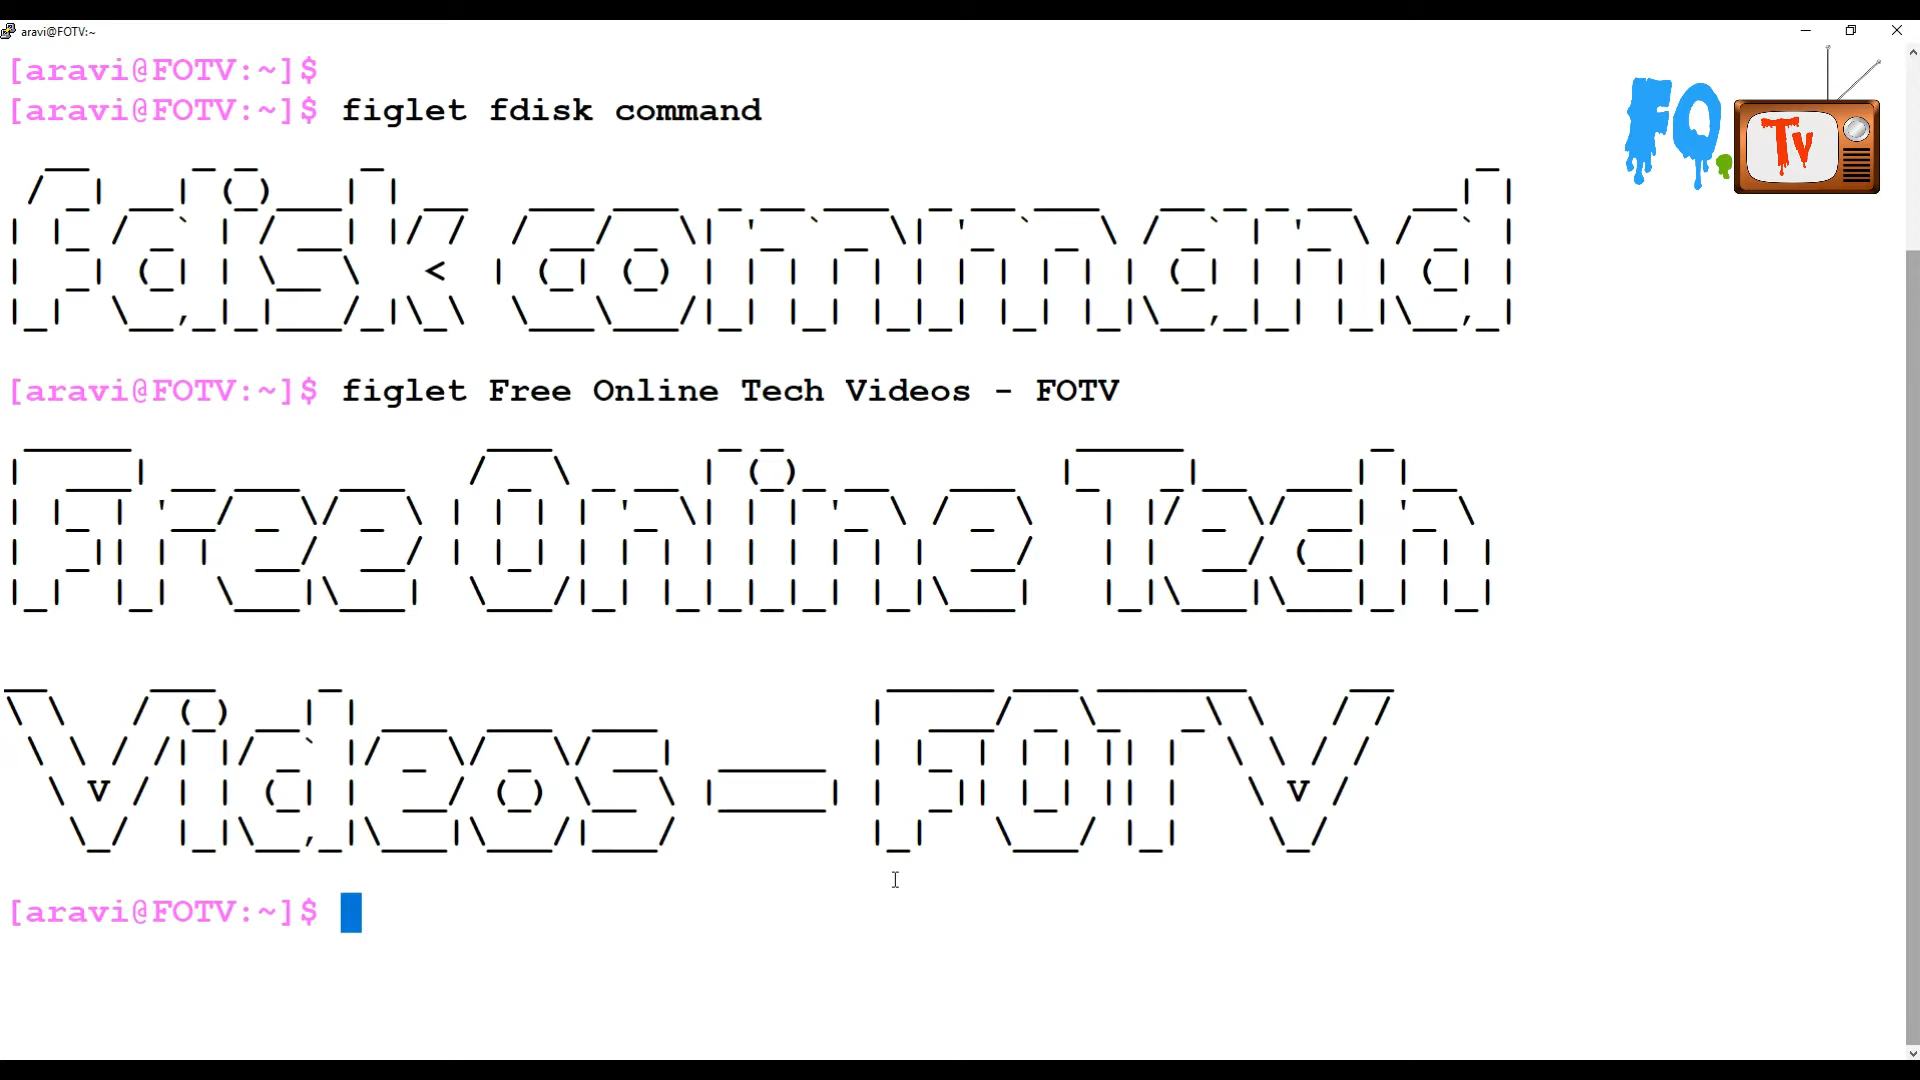 aravi@FOTV:~
[aravi@FOTV:~]$
[aravi@FOTV:~]$ figlet fdisk command
fdisk command
[aravi@FOTV:~]$ figlet Free Online Tech Videos - FOTV
Free Online Tech
Videos - FOTV
[aravi@FOTV:~]$
FO.
Tv